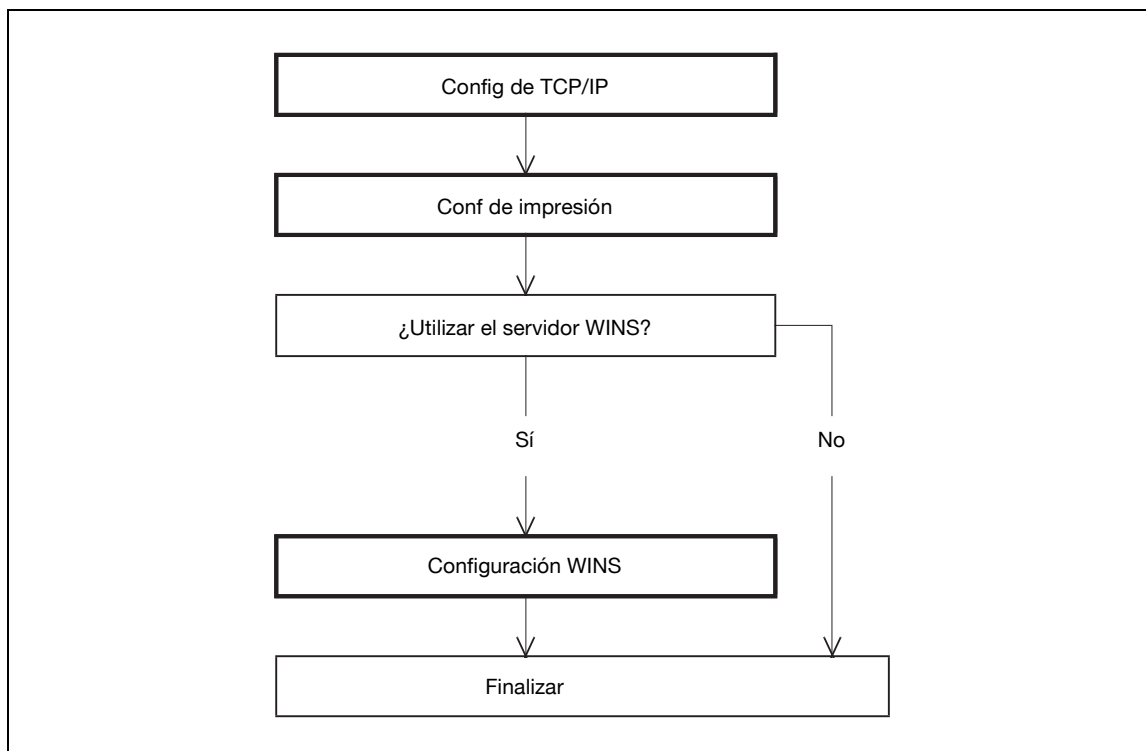 Config de TCP/IP
Conf de impresión
¿Utilizar el servidor WINS?
Sí
No
Configuración WINS
Finalizar